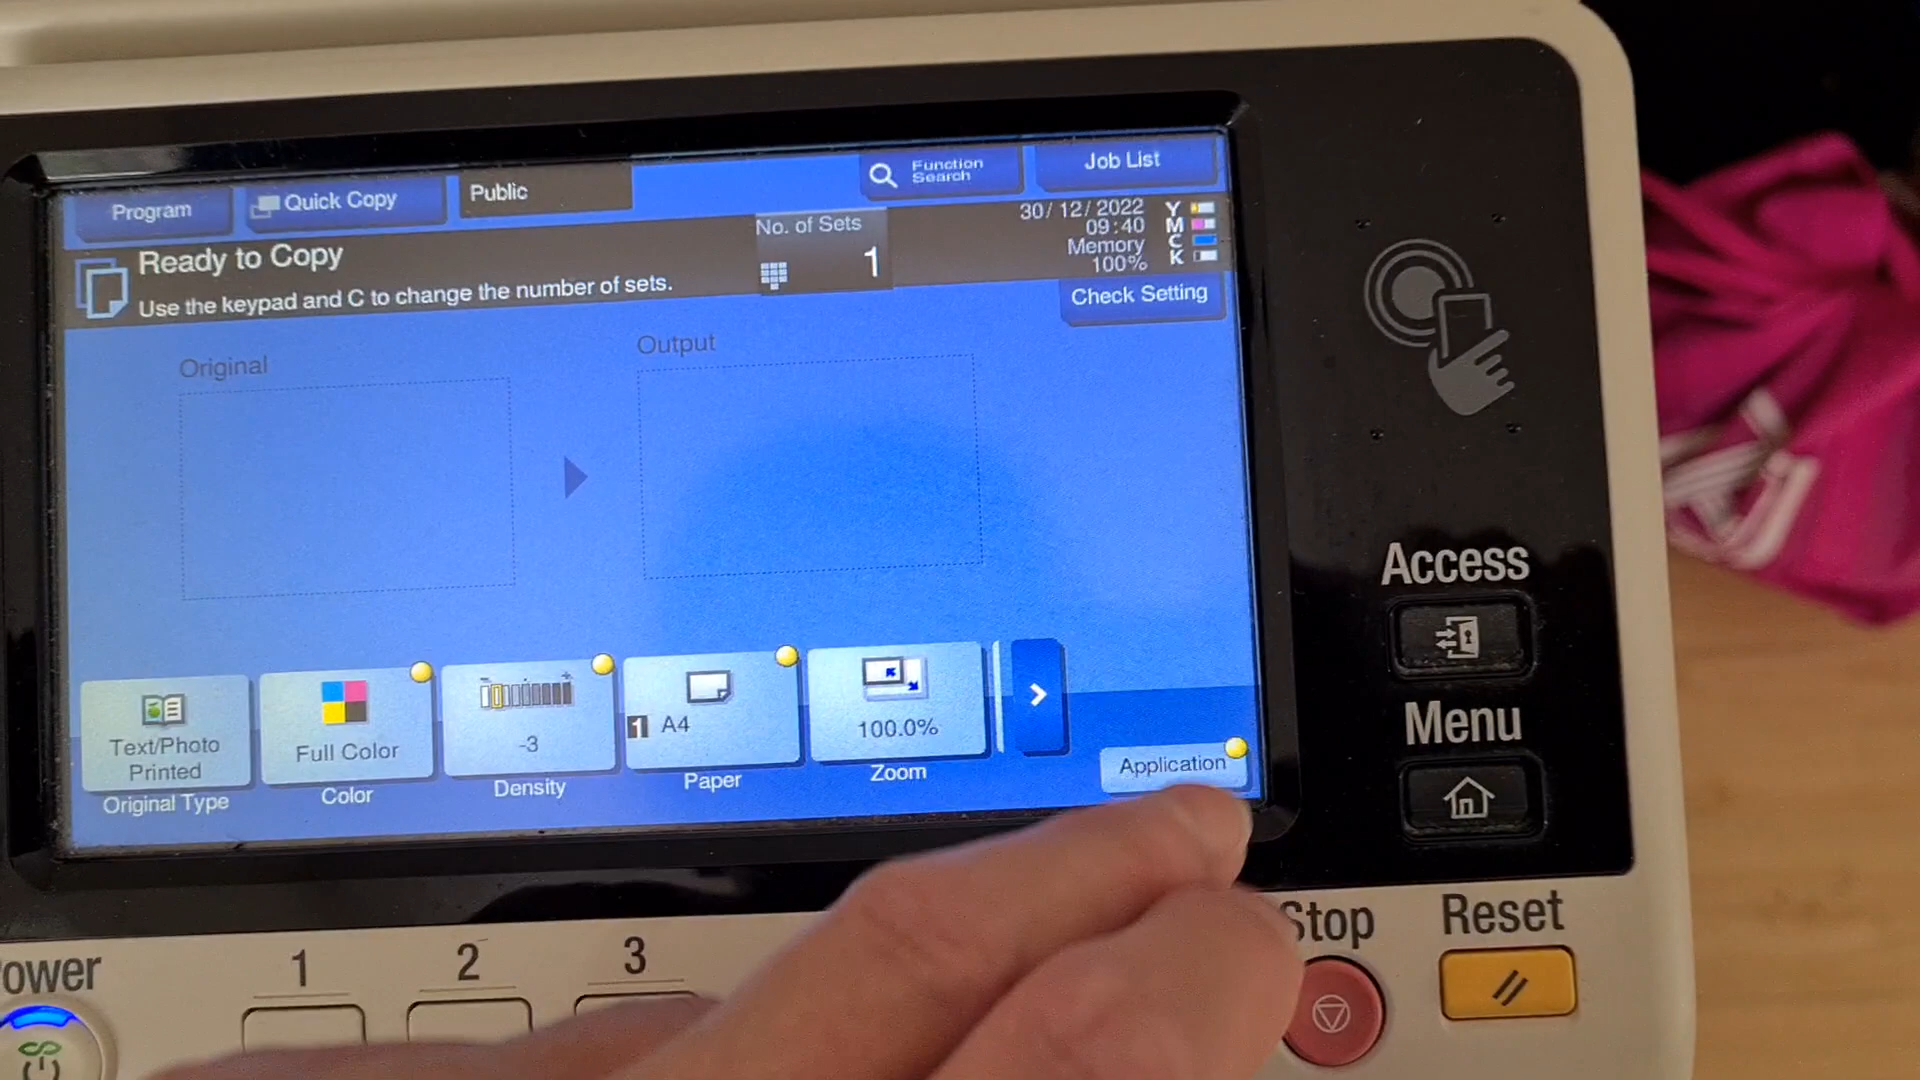 Program
Quick Copy
Public
Function
Search
Job List
Ready to Copy
Use the keypad and C to change the number of sets.
No. of Sets
1
30/12/2022
09:40
Memory
100%
Y
M
C
K
Check Setting
Original
Output
Text/Photo
Printed
Original Type
Full Color
Color
- +
-3
Density
1 A4
Paper
100.0%
Zoom
Application
Access
Menu
ower
1
2
3
Stop
Reset